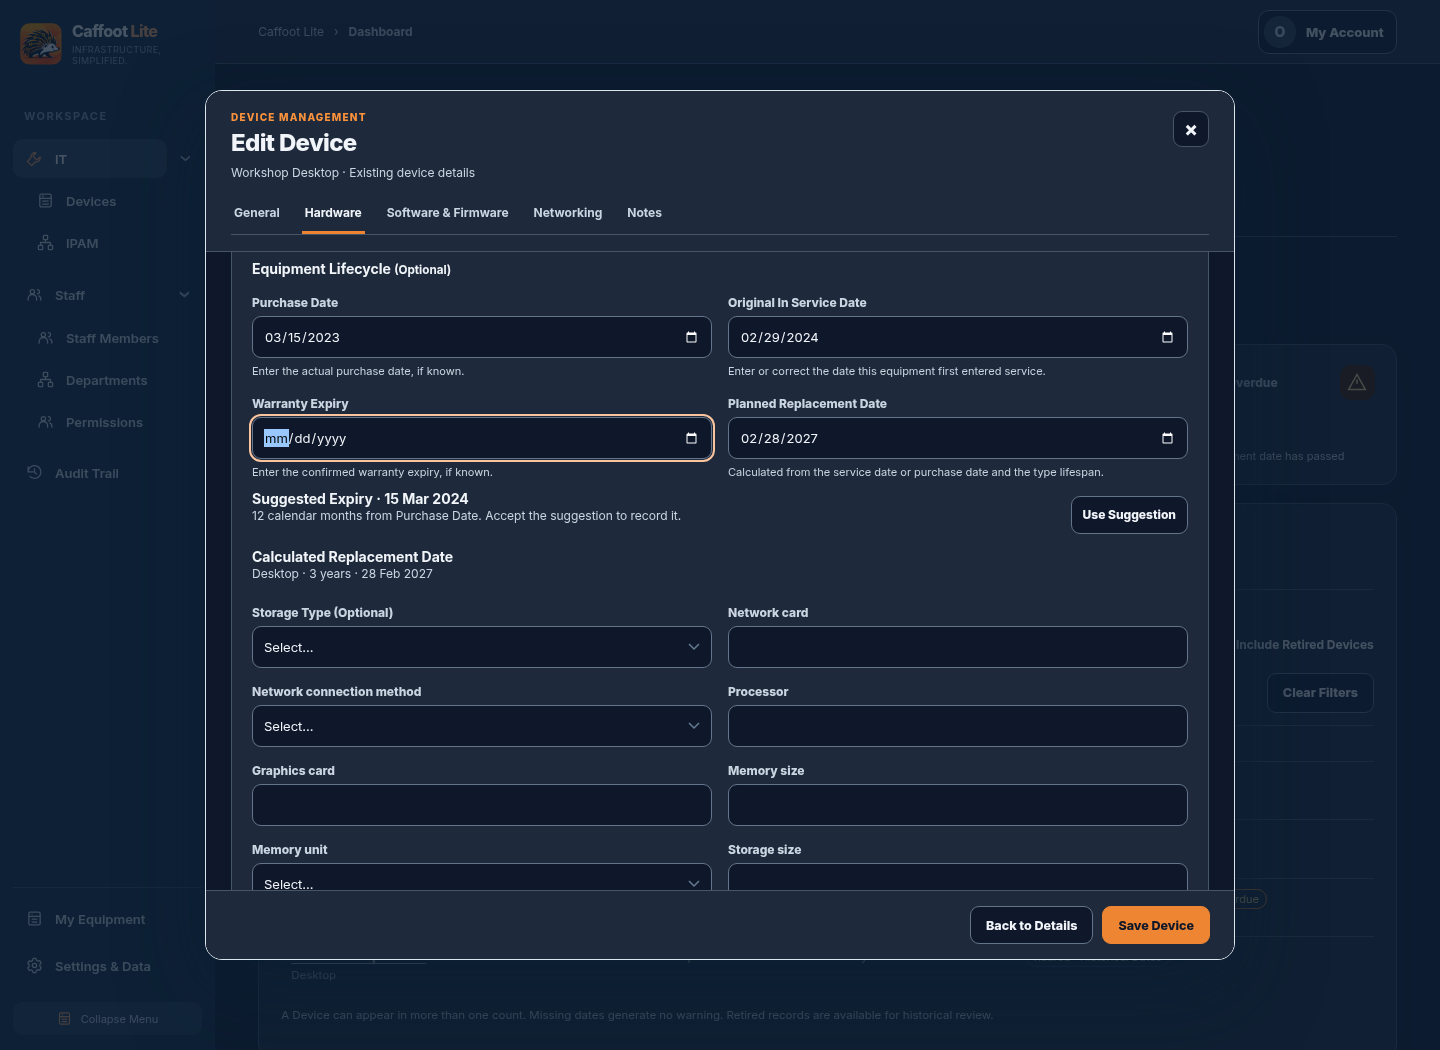 Caffoot Lite
INFRASTRUCTURE,
SIMPLIFIED.
Caffoot Lite › Dashboard
O My Account
WORKSPACE
IT
Devices
IPAM
Staff
Staff Members
Departments
Permissions
Audit Trail
My Equipment
Settings & Data
Collapse Menu
DEVICE MANAGEMENT
Edit Device
Workshop Desktop · Existing device details
General Hardware Software & Firmware Networking Notes
Equipment Lifecycle (Optional)
Purchase Date
03/15/2023
Enter the actual purchase date, if known.
Original In Service Date
02/29/2024
Enter or correct the date this equipment first entered service.
Warranty Expiry
mm/dd/yyyy
Enter the confirmed warranty expiry, if known.
Planned Replacement Date
02/28/2027
Calculated from the service date or purchase date and the type lifespan.
Suggested Expiry · 15 Mar 2024
12 calendar months from Purchase Date. Accept the suggestion to record it.
Use Suggestion
Calculated Replacement Date
Desktop · 3 years · 28 Feb 2027
Storage Type (Optional)
Select...
Network card
Network connection method
Select...
Processor
Graphics card
Memory size
Memory unit
Select...
Storage size
Back to Details
Save Device
verdue
ment date has passed
Include Retired Devices
Clear Filters
rdue
Desktop
A Device can appear in more than one count. Missing dates generate no warning. Retired records are available for historical review.